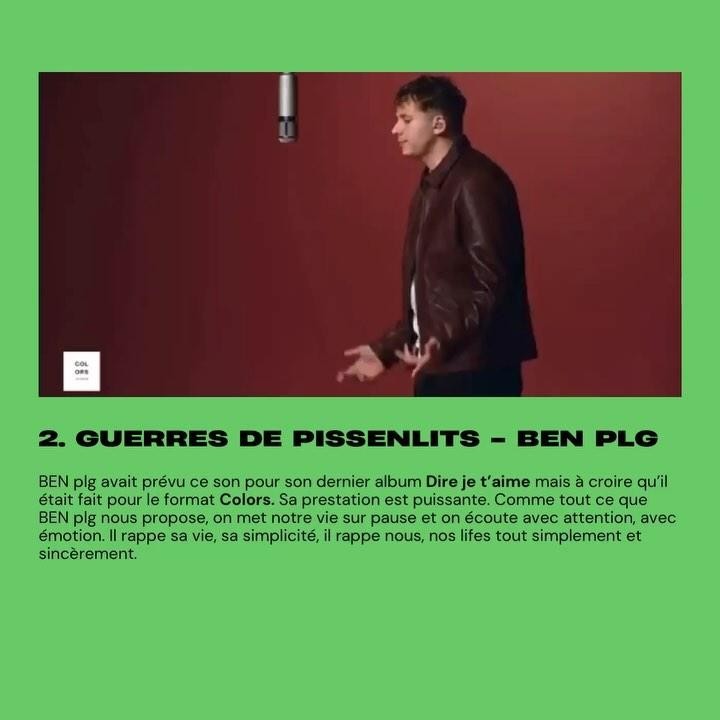 COL
ORS
2. GUERRES DE PISSENLITS - BEN PLG
BEN plg avait prévu ce son pour son dernier album Dire je t'aime mais à croire qu'il
était fait pour le format Colors. Sa prestation est puissante. Comme tout ce que
BEN plg nous propose, on met notre vie sur pause et on écoute avec attention, avec
émotion. Il rappe sa vie, sa simplicité, il rappe nous, nos lifes tout simplement et
sincèrement.